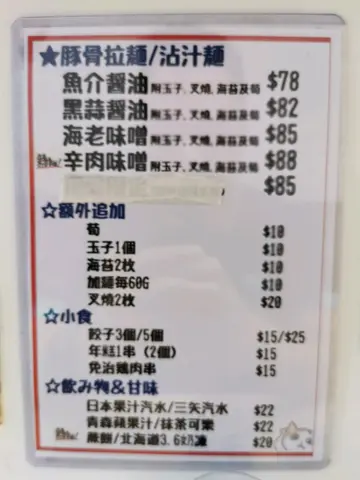 ★豚骨拉麵/沾汁麵
魚介醬油 附玉子、叉燒、海苔及筍 $78
黑蒜醬油 附玉子、叉燒、海苔及筍 $82
海老味噌 附玉子、叉燒、海苔及筍 $85
辛肉味噌 附玉子、叉燒、海苔及筍 $88
$85
☆額外追加
筍 $10
玉子1個 $10
海苔2枚 $10
加麵每60G $10
叉燒2枚 $20
☆小食
餃子3個/5個 $15/$25
年糕1串 (2個) $15
免治鶏肉串 $15
☆飲み物&甘味
日本果汁汽水/三矢汽水 $22
青森蘋果汁/抹茶可樂 $22
蕨餅/北海道3.6奶凍 $20